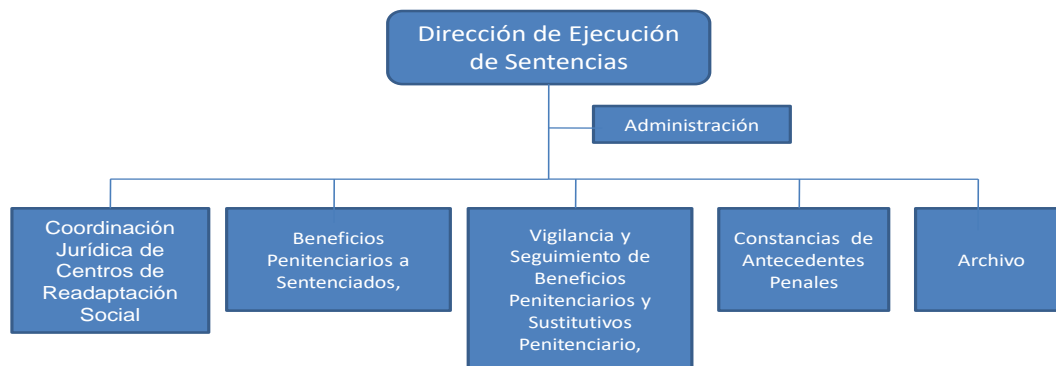 Dirección de Ejecución
de Sentencias
Administración
Coordinación
Jurídica de
Centros de
Readaptación
Social
Beneficios
Penitenciarios a
Sentenciados,
Vigilancia y
Seguimiento de
Beneficios
Penitenciarios y
Sustitutivos
Penitenciario,
Constancias de
Antecedentes
Penales
Archivo